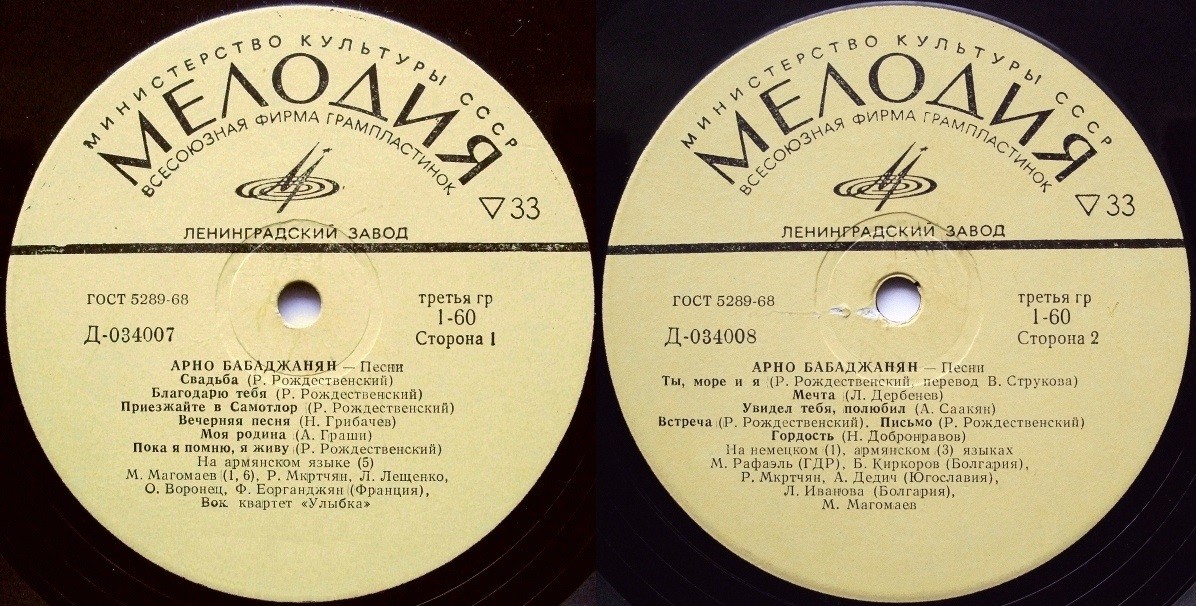 МИНИСТЕРСТВО КУЛЬТУРЫ СССР
МЕЛОДИЯ
ВСЕСОЮЗНАЯ ФИРМА ГРАМПЛАСТИНОК
▽33
ЛЕНИНГРАДСКИЙ ЗАВОД
ГОСТ 5289-68
третья гр
1-60
Д-034007
Сторона 1
АРНО БАБАДЖАНЯН — Песни
Свадьба (Р. Рождественский)
Благодарю тебя (Р. Рождественский)
Приезжайте в Самотлор (Р. Рождественский)
Вечерняя песня (Н. Грибачев)
Моя родина (А. Граши)
Пока я помню, я живу (Р. Рождественский)
На армянском языке (5)
М. Магомаев (1, 6), Р. Мкртчян, Л. Лещенко,
О. Воронец, Ф. Еорганджян (Франция),
Вок. квартет «Улыбка»
МИНИСТЕРСТВО КУЛЬТУРЫ СССР
МЕЛОДИЯ
ВСЕСОЮЗНАЯ ФИРМА ГРАМПЛАСТИНОК
▽33
ЛЕНИНГРАДСКИЙ ЗАВОД
ГОСТ 5289-68
третья гр
1-60
Д-034008
Сторона 2
АРНО БАБАДЖАНЯН — Песни
Ты, море и я (Р. Рождественский, перевод В. Струкова)
Мечта (Л. Дербенев)
Увидел тебя, полюбил (А. Саакян)
Встреча (Р. Рождественский). Письмо (Р. Рождественский)
Гордость (Н. Добронравов)
На немецком (1), армянском (3) языках
М. Рафаэль (ГДР), Б. Киркоров (Болгария),
Р. Мкртчян, А. Дедич (Югославия),
Л. Иванова (Болгария),
М. Магомаев